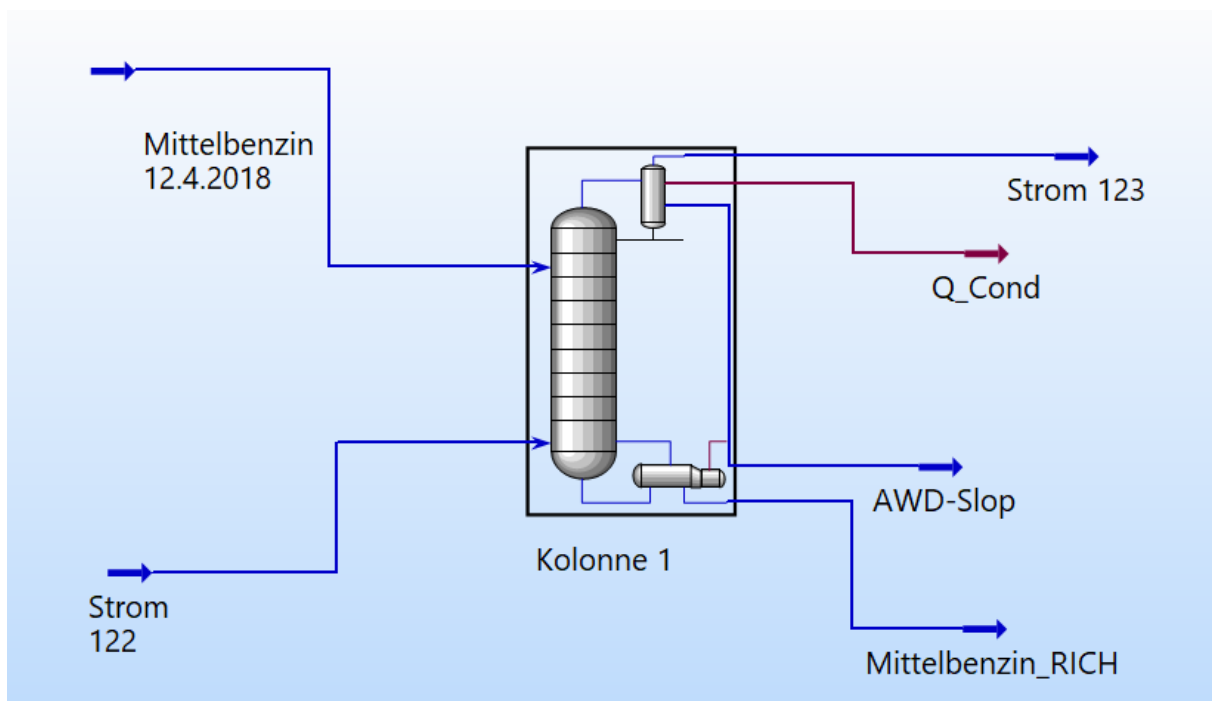 Mittelbenzin
12.4.2018
Strom 123
Q_Cond
AWD-Slop
Kolonne 1
Strom
122
Mittelbenzin_RICH